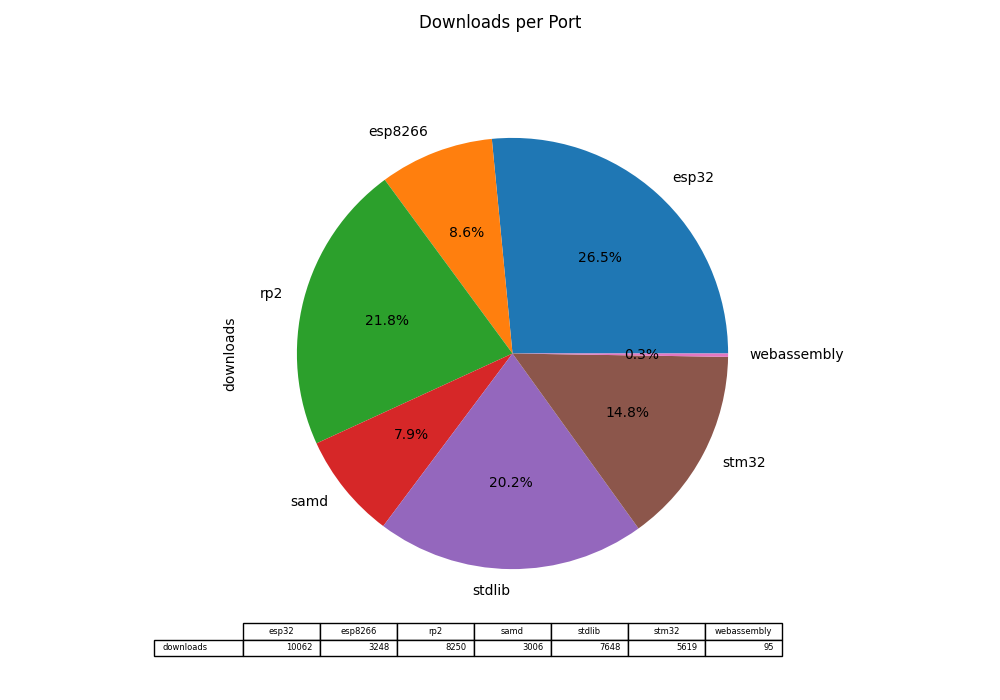 Downloads per Port
esp8266
esp32
8.6%
26.5%
rp2
21.8%
downloads
0.3%
webassembly
14.8%
7.9%
stm32
20.2%
samd
stdlib
esp32 esp8266 rp2 samd stdlib stm32 webassembly
downloads 10062 3248 8250 3006 7648 5619 95